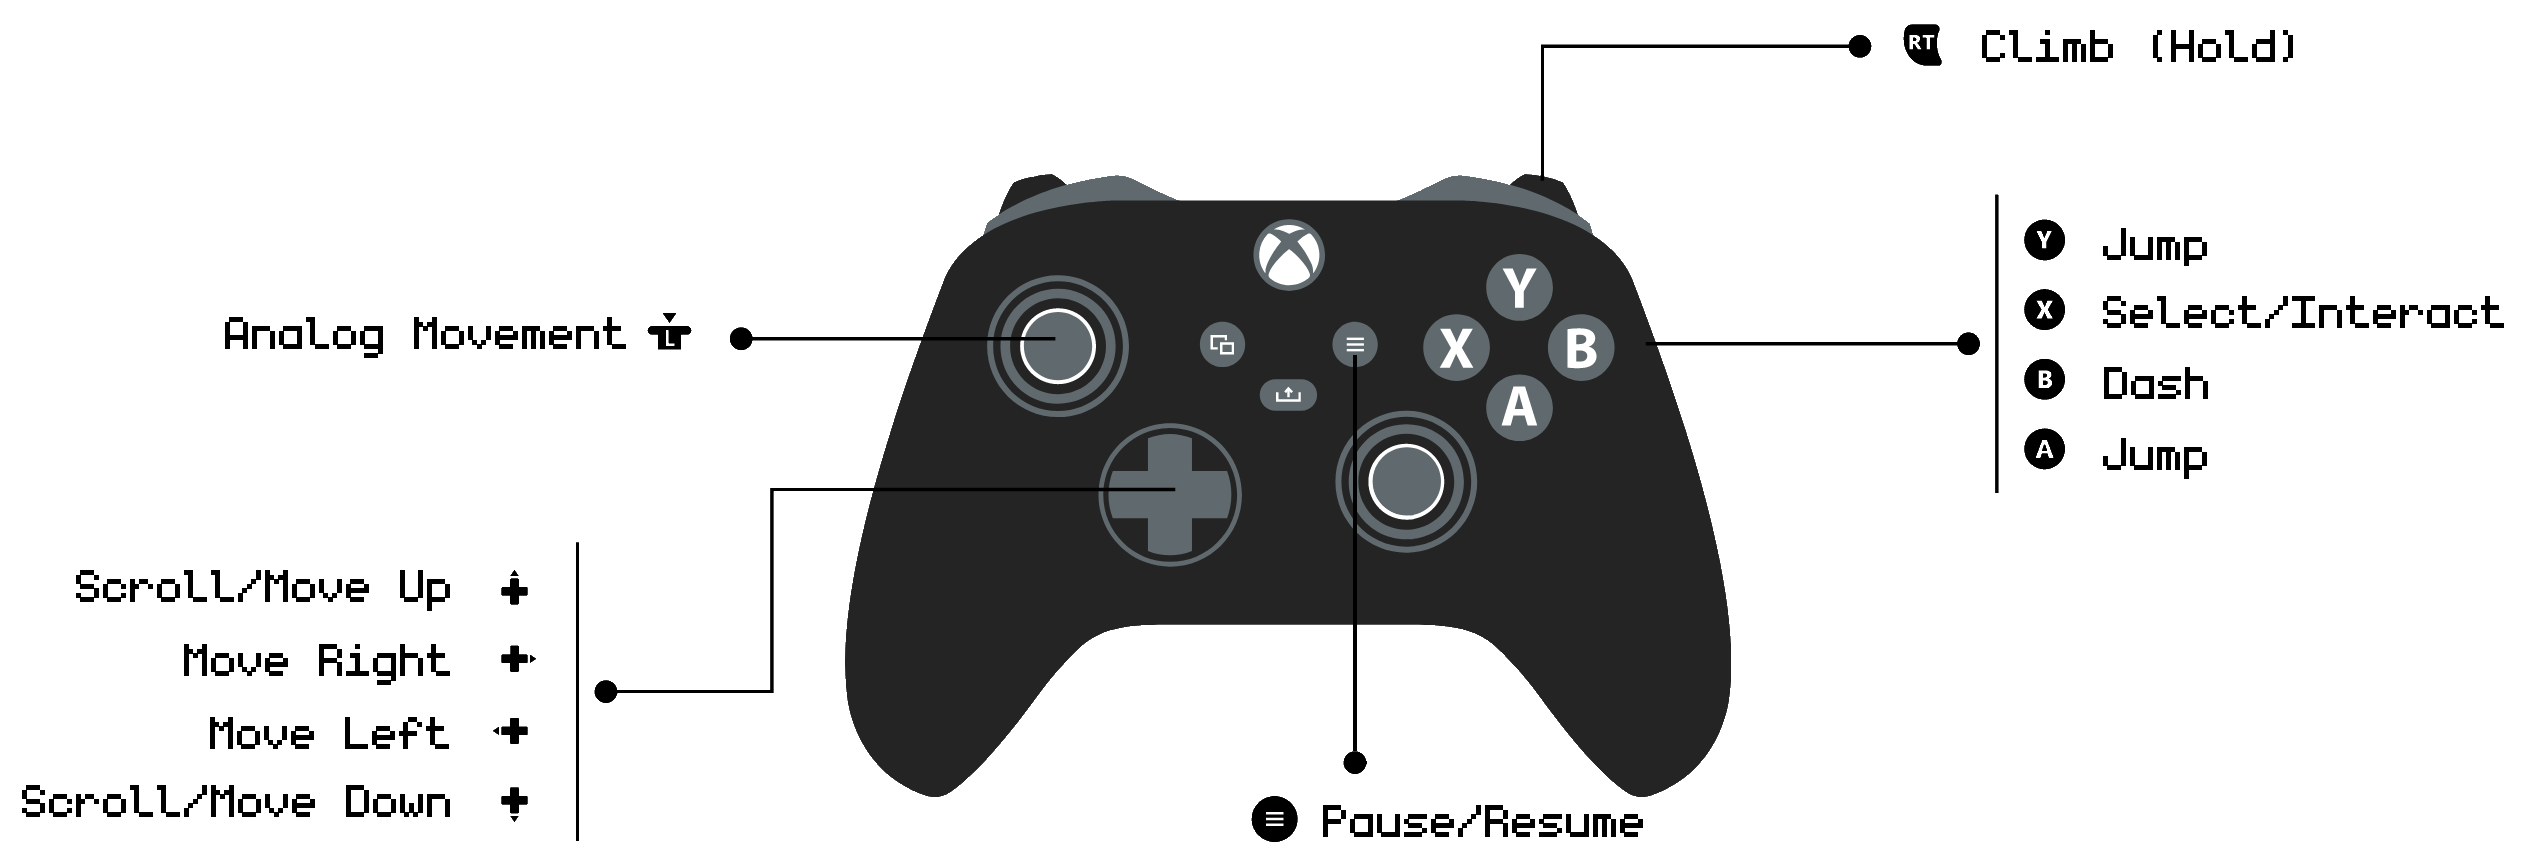 RT Climb (Hold)
Y Jump
X Select/Interact
B Dash
A Jump
Analog Movement L
Y
X B
A
Scroll/Move Up
Move Right
Move Left
Scroll/Move Down
Pause/Resume